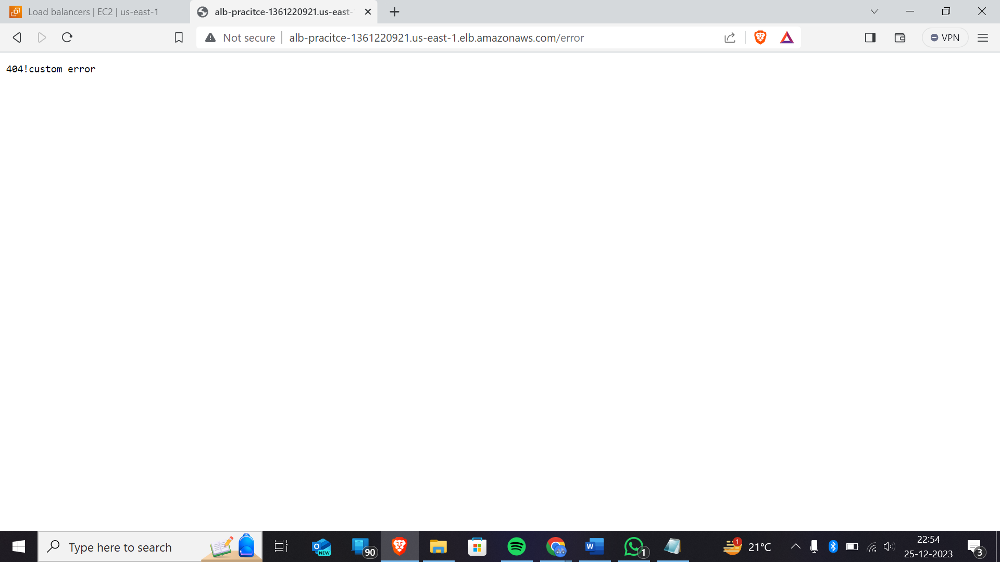 Load balancers | EC2 | us-east-1
alb-pracitce-1361220921.us-east-
Not secure
alb-pracitce-1361220921.us-east-1.elb.amazonaws.com/error
VPN
404!custom error
Type here to search
NEW
90
W
1
1
21°C
22:54
25-12-2023
3